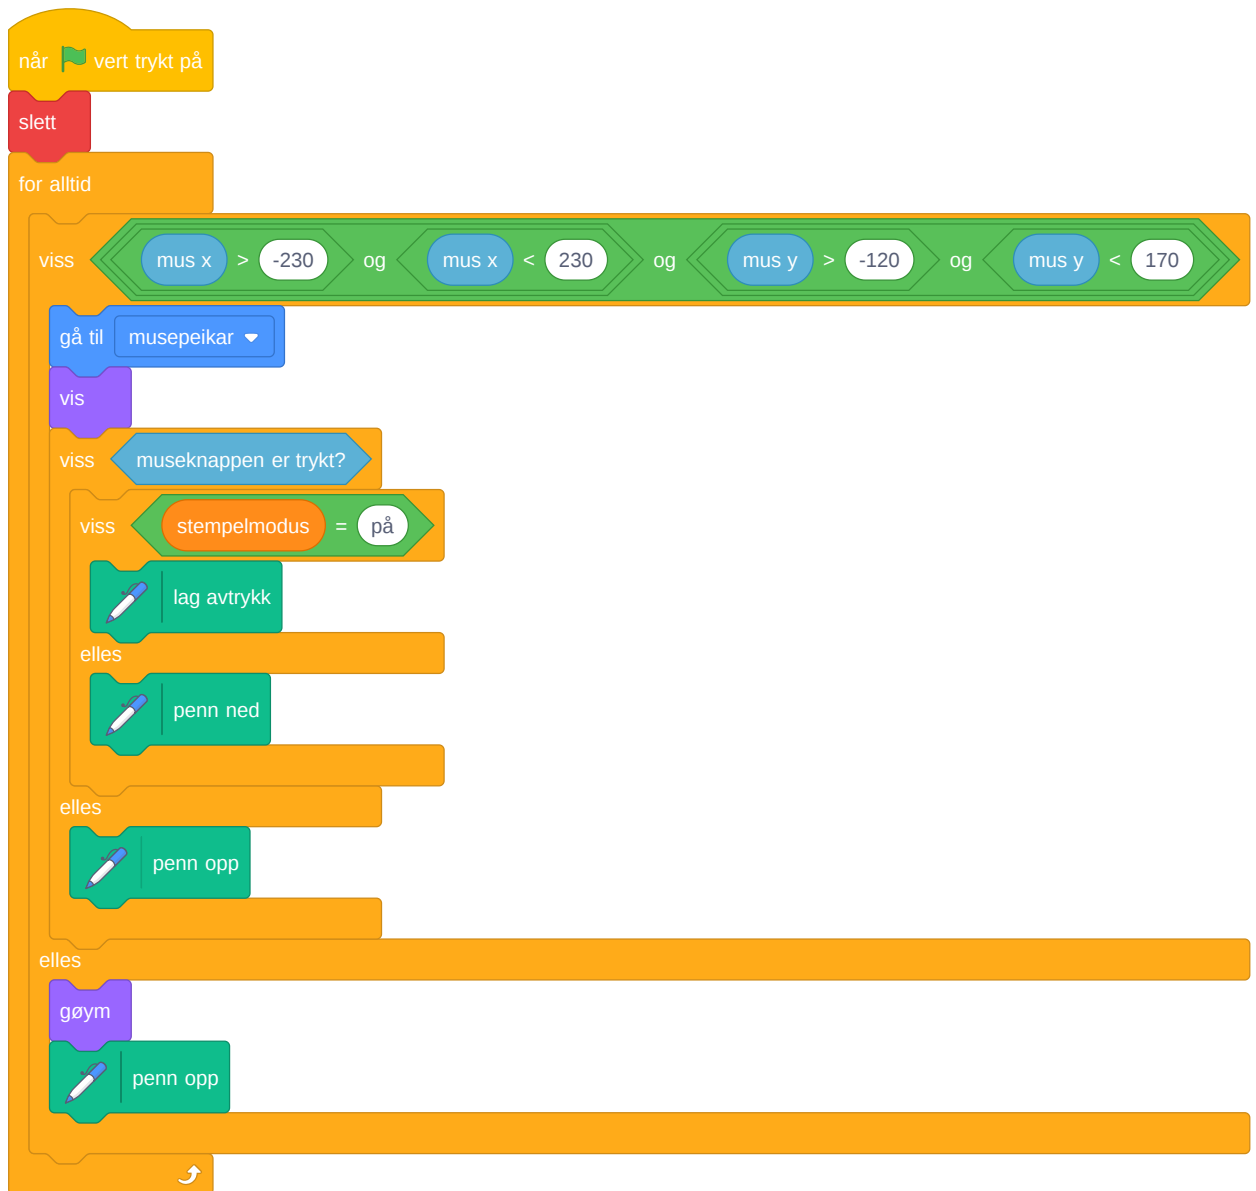 når vert trykt på
slett
for alltid
viss mus x > -230 og mus x < 230 og mus y > -120 og mus y < 170
gå til musepeikar
vis
viss museknappen er trykt?
viss stempelmodus = på
lag avtrykk
elles
penn ned
elles
penn opp
elles
gøym
penn opp